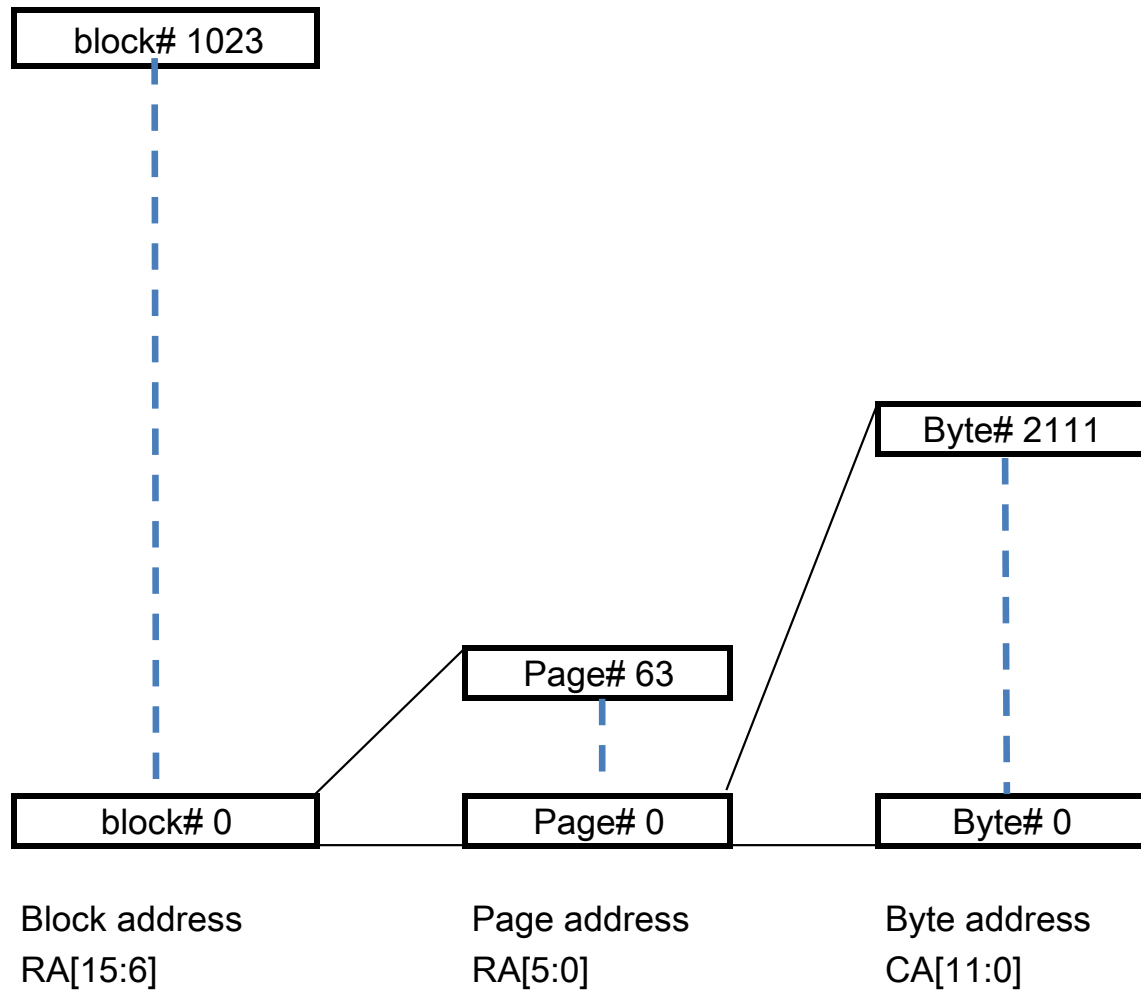 block# 1023
Byte# 2111
Page# 63
block# 0
Page# 0
Byte# 0
Block address
RA[15:6]
Page address
RA[5:0]
Byte address
CA[11:0]